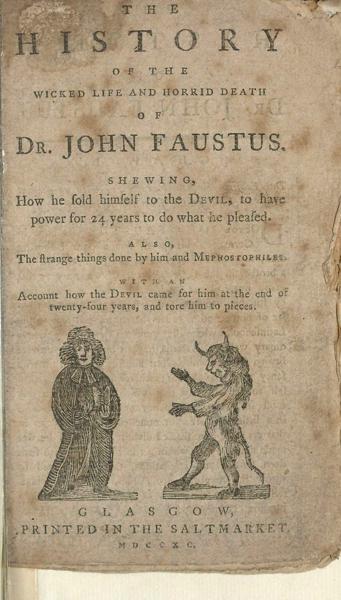 THE
HISTORY
OF THE
WICKED LIFE AND HORRID DEATH
OF
DR. JOHN FAUSTUS.
SHEWING,
How he ſold himſelf to the DEVIL, to have
power for 24 years to do what he pleaſed.
ALSO,
The ſtrange things done by him and MEPHOSTOPHILES.
WITH AN
Account how the DEVIL came for him at the end of
twenty-four years, and tore him to pieces.
GLASGOW,
PRINTED IN THE SALTMARKET.
MDCCXC.